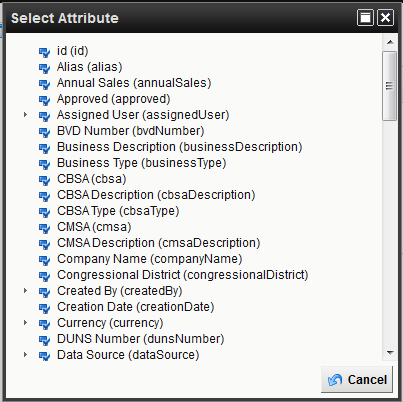 Select Attribute
id (id)
Alias (alias)
Annual Sales (annualSales)
Approved (approved)
Assigned User (assignedUser)
BVD Number (bvdNumber)
Business Description (businessDescription)
Business Type (businessType)
CBSA (cbsa)
CBSA Description (cbsaDescription)
CBSA Type (cbsaType)
CMSA (cmsa)
CMSA Description (cmsaDescription)
Company Name (companyName)
Congressional District (congressionalDistrict)
Created By (createdBy)
Creation Date (creationDate)
Currency (currency)
DUNS Number (dunsNumber)
Data Source (dataSource)
Cancel